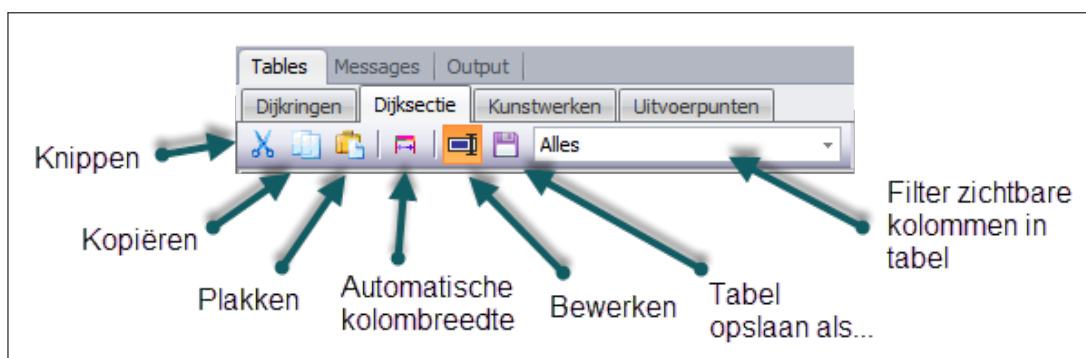 Tables Messages Output
Dijkringen Dijksectie Kunstwerken Uitvoerpunten
Alles
Knippen
Kopiëren
Plakken
Automatische
kolombreedte
Bewerken
Tabel
opslaan als...
Filter zichtbare
kolommen in
tabel